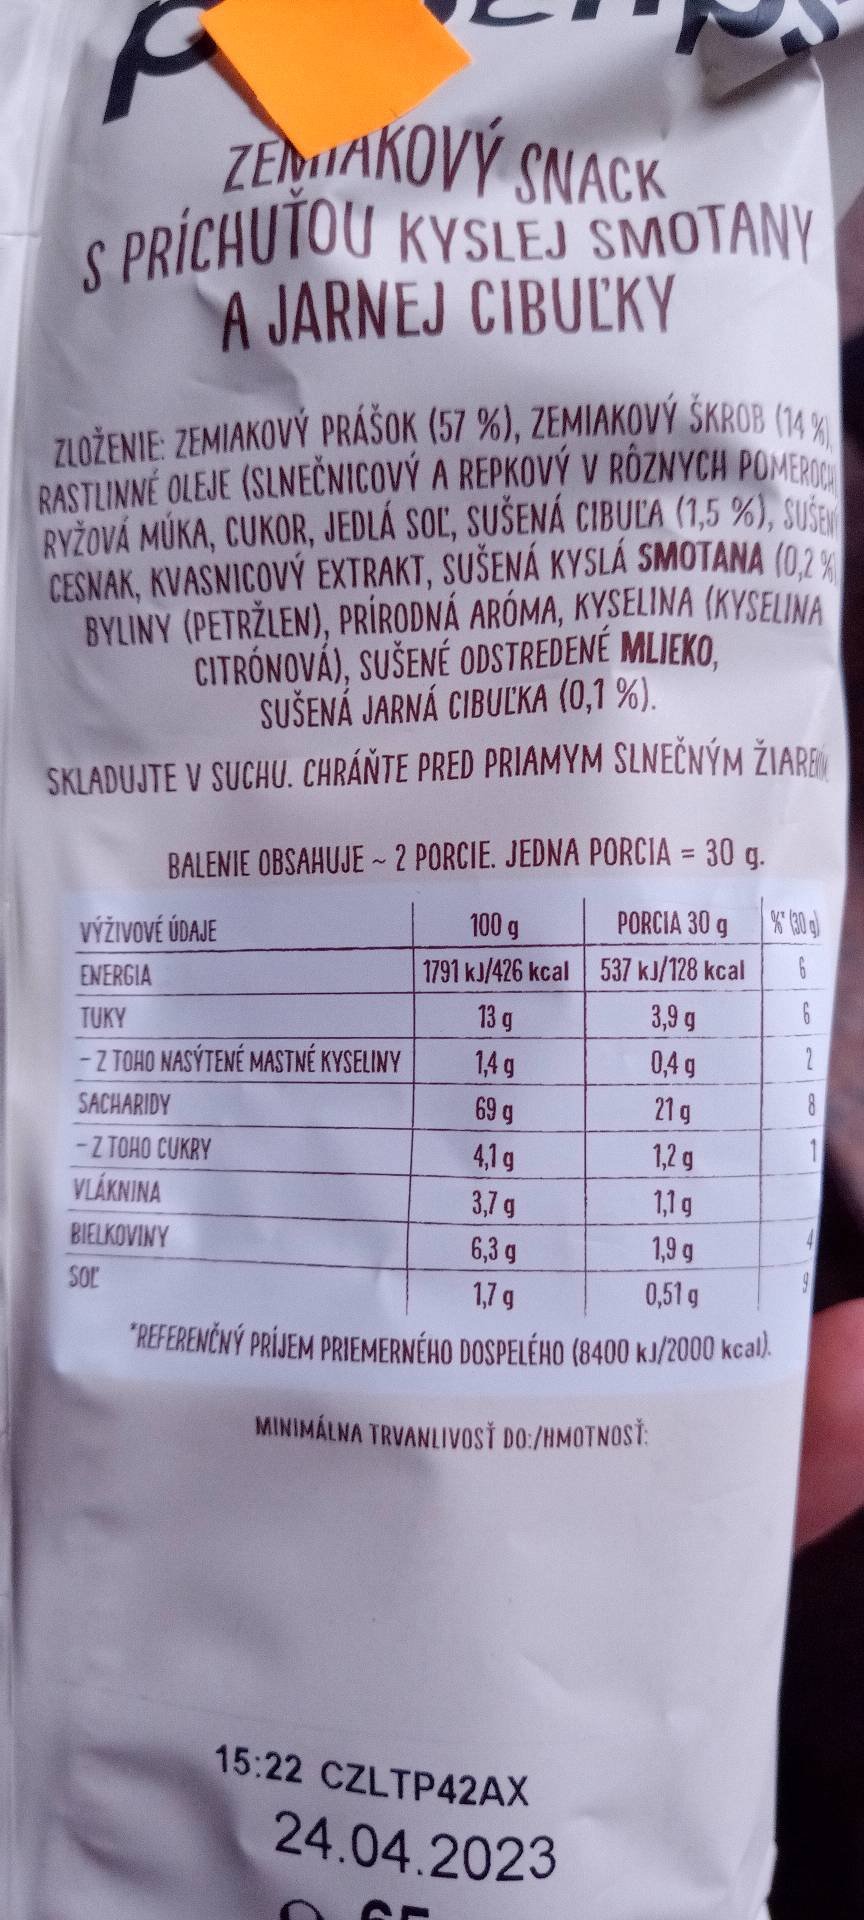 ZEMIAKOVÝ SNACK
S PRÍCHUŤOU KYSLEJ SMOTANY
A JARNEJ CIBUĽKY
ZLOŽENIE: ZEMIAKOVÝ PRÁŠOK (57 %), ZEMIAKOVÝ ŠKROB (14 %),
RASTLINNÉ OLEJE (SLNEČNICOVÝ A REPKOVÝ V RÔZNYCH POMEROCH
RYŽOVÁ MÚKA, CUKOR, JEDLÁ SOĽ, SUŠENÁ CIBUĽA (1,5 %),
CESNAK, KVASNICOVÝ EXTRAKT, SUŠENÁ KYSLÁ SMOTANA (0,2 %)
BYLINY (PETRŽLEN), PRÍRODNÁ ARÓMA, KYSELINA (KYSELINA
CITRÓNOVÁ), SUŠENÉ ODSTREDENÉ MLIEKO,
SUŠENÁ JARNÁ CIBUĽKA (0,1 %).
SKLADUJTE V SUCHU. CHRÁŇTE PRED PRIAMYM SLNEČNÝM
BALENIE OBSAHUJE ~ 2 PORCIE. JEDNA PORCIA = 30 g.
VÝŽIVOVÉ ÚDAJE 100 g PORCIA 30 g %* (30 g)
ENERGIA 1791 kJ/426 kcal 537 kJ/128 kcal 6
TUKY 13 g 3,9 g 6
- Z TOHO NASÝTENÉ MASTNÉ KYSELINY 1,4 g 0,4 g 2
SACHARIDY 69 g 21 g 8
- Z TOHO CUKRY 4,1 g 1,2 g 1
VLÁKNINA 3,7 g 1,1 g
BIELKOVINY 6,3 g 1,9 g 4
SOĽ 1,7 g 0,51 g 9
*REFERENČNÝ PRÍJEM PRIEMERNÉHO DOSPELÉHO (8400 kJ/2000 kcal).
MINIMÁLNA TRVANLIVOSŤ DO:/HMOTNOSŤ:
15:22 CZLTP42AX
24.04.2023